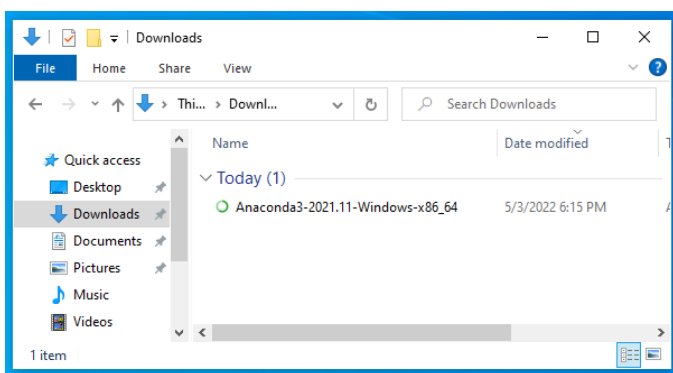 Downloads
File Home Share View
Thi... Downl... Search Downloads
Name Date modified
Quick access
Today (1)
Desktop
Anaconda3-2021.11-Windows-x86_64 5/3/2022 6:15 PM
Downloads
Documents
Pictures
Music
Videos
1 item